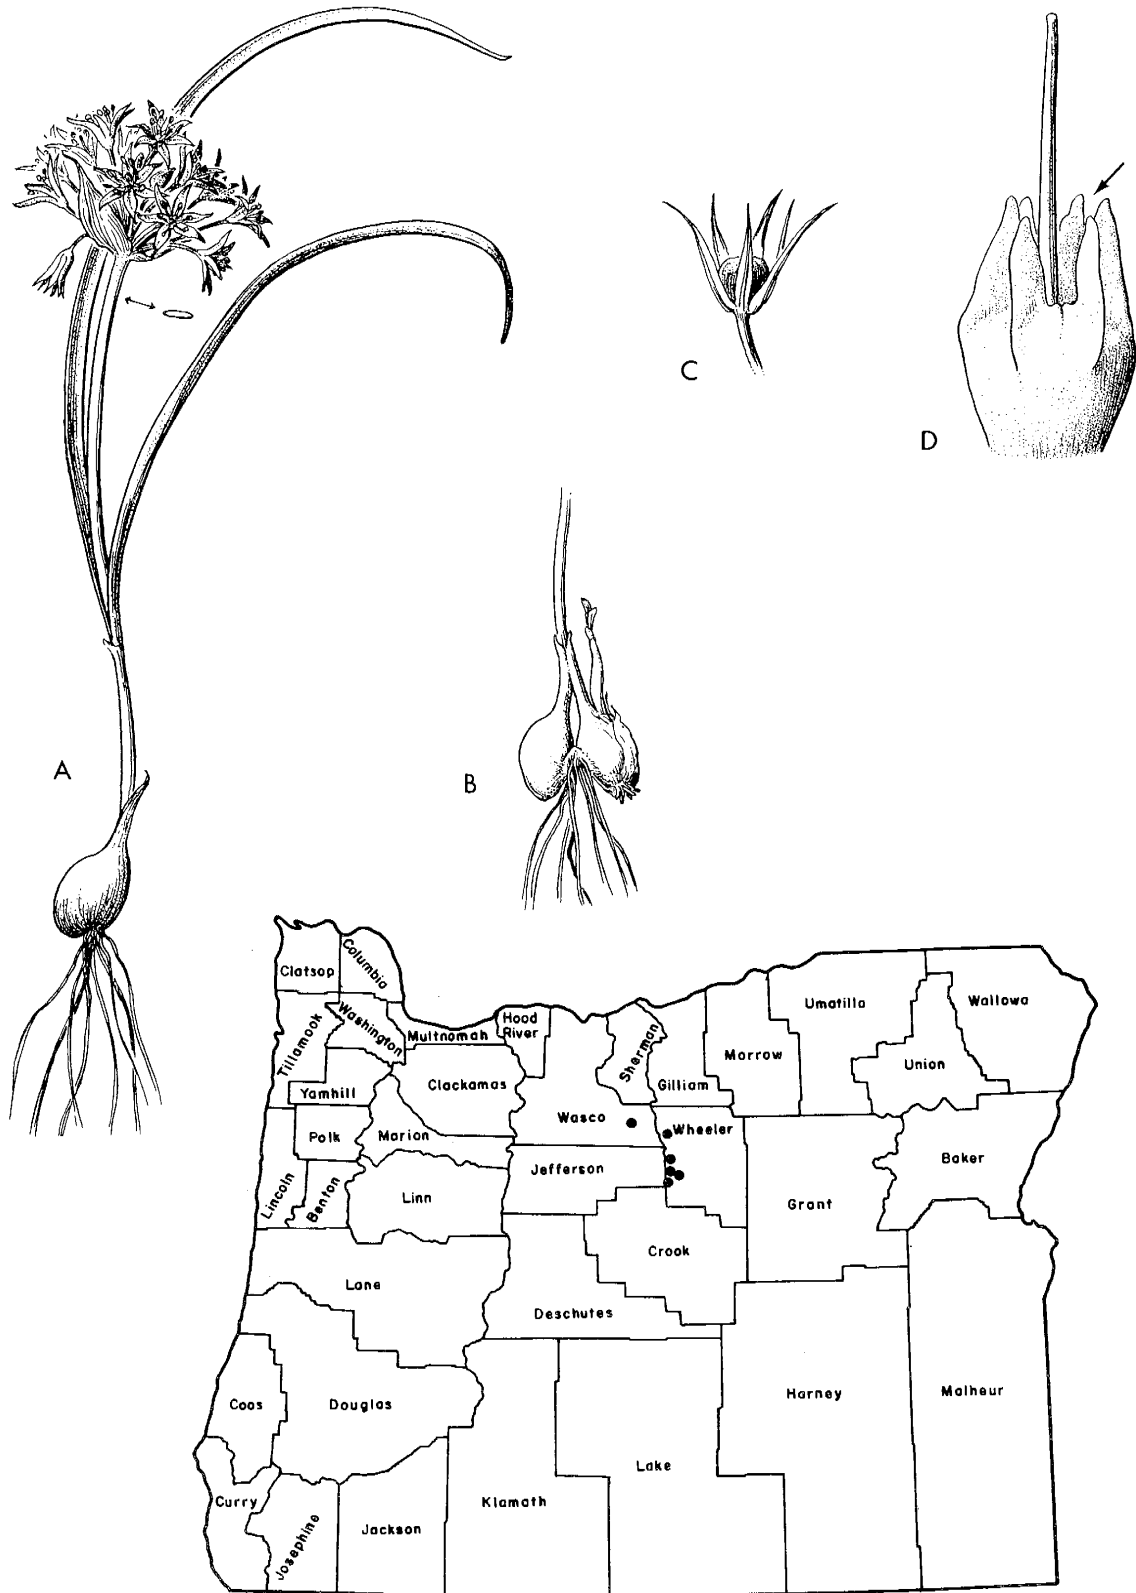 A
B
C
D
Clatsop
Columbia
Tillamook
Washington
Multnomah
Hood
River
Sherman
Gilliam
Morrow
Umatilla
Union
Wallowa
Yamhill
Clackamas
Wasco
Wheeler
Polk
Marion
Jefferson
Baker
Lincoln
Benton
Linn
Grant
Crook
Lane
Deschutes
Coos
Douglas
Harney
Malheur
Lake
Curry
Josephine
Jackson
Klamath